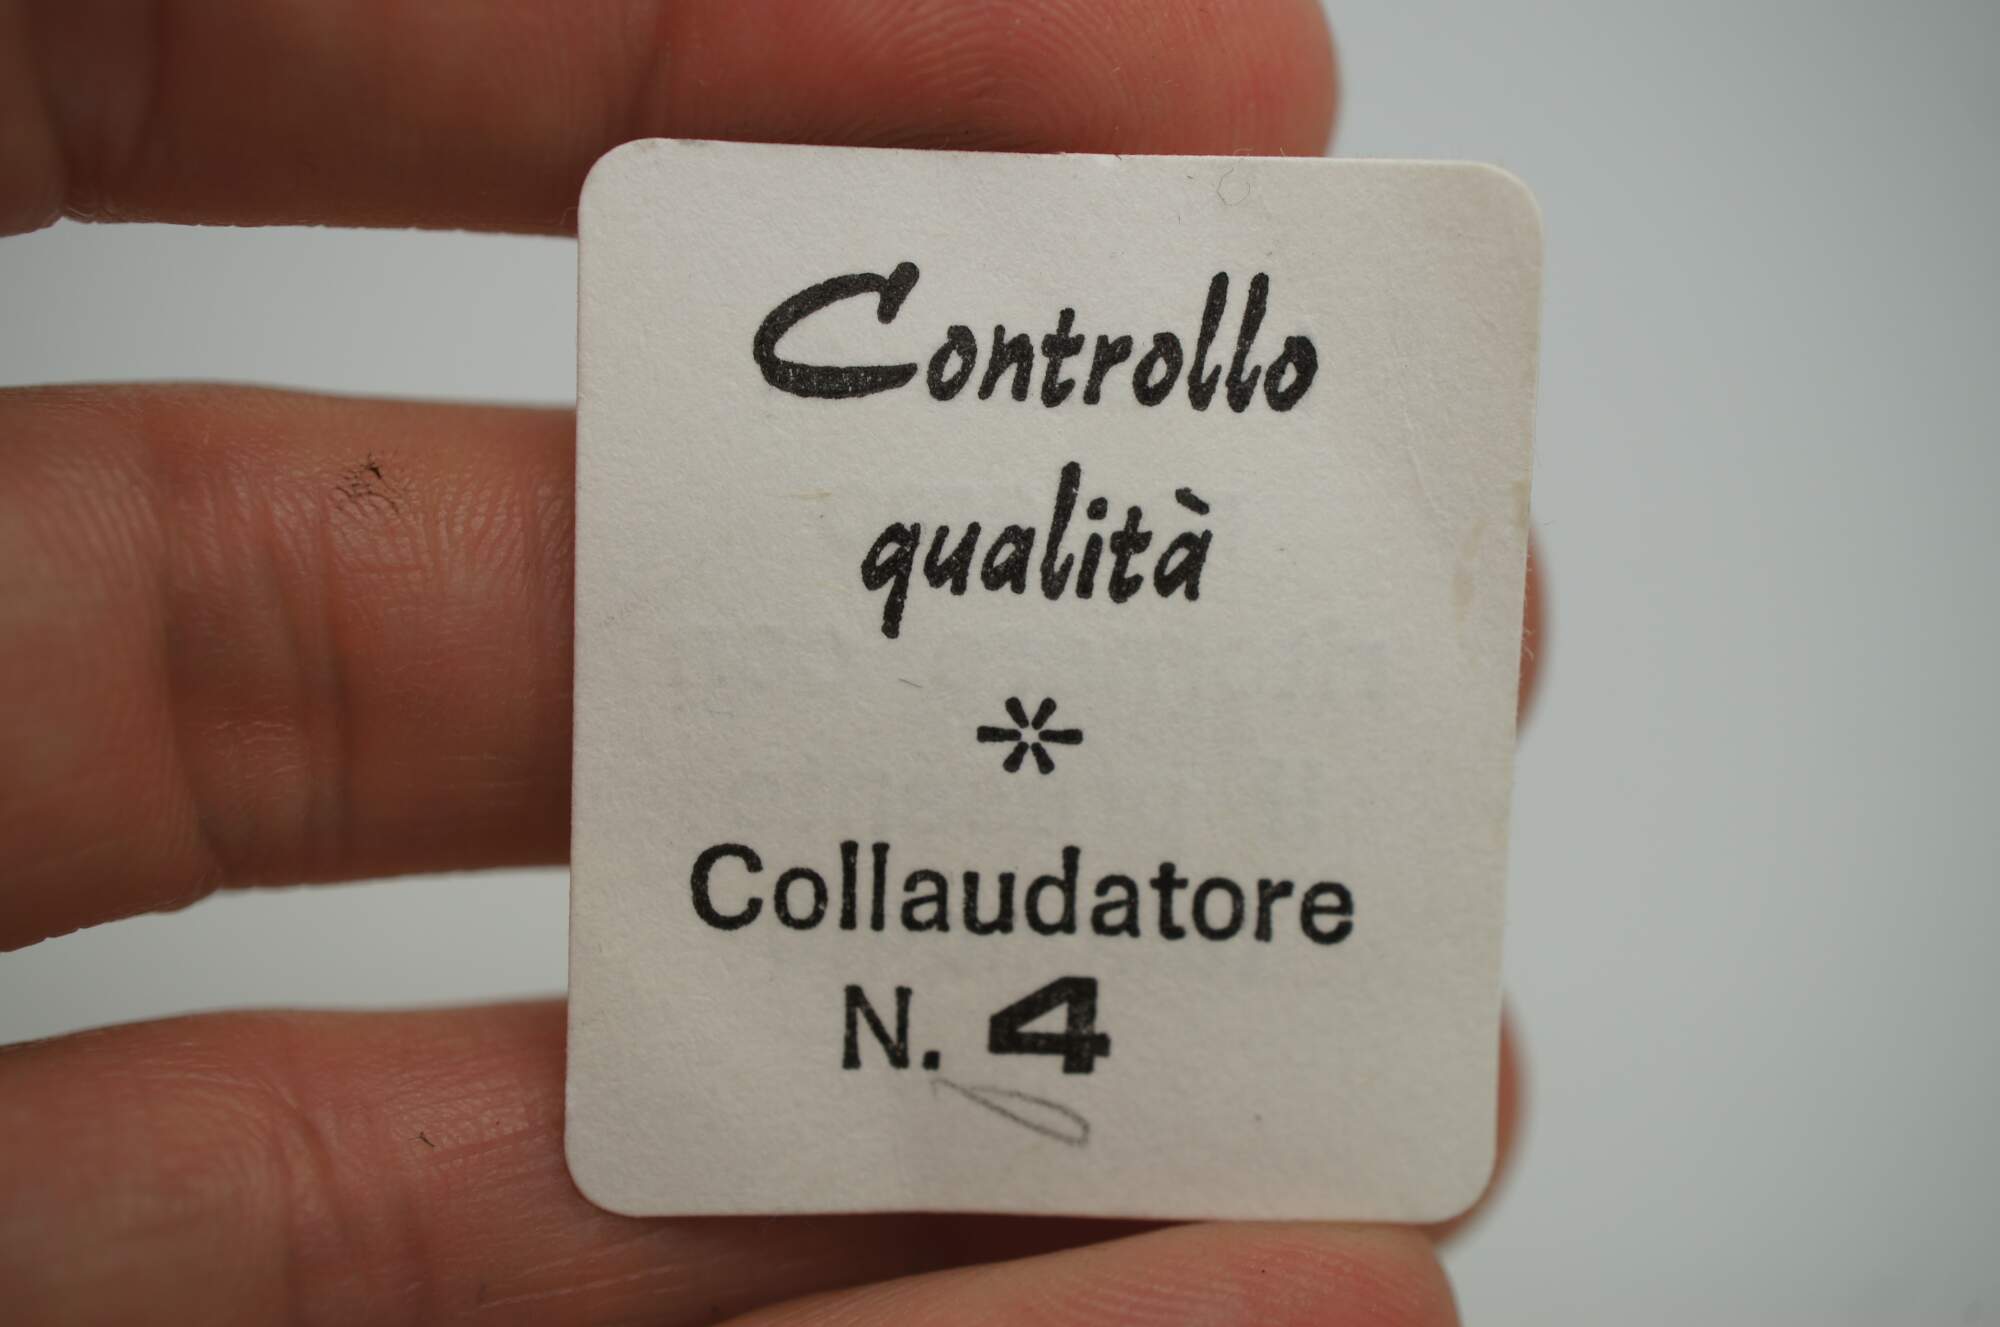 Controllo
qualità
*
Collaudatore
N. 4